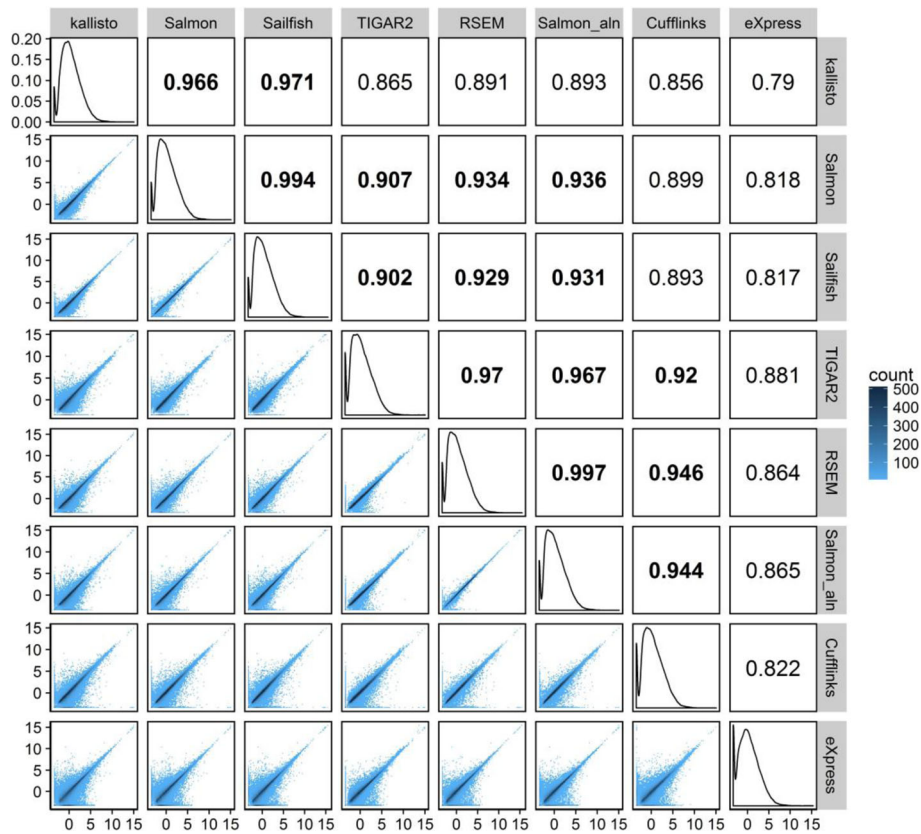 kallisto Salmon Sailfish TIGAR2 RSEM Salmon_aln Cufflinks eXpress
0.20
0.15
0.10
0.05
0.00
0.966 0.971 0.865 0.891 0.893 0.856 0.79
kallisto
15
10
5
0
0.994 0.907 0.934 0.936 0.899 0.818
Salmon
15
10
5
0
0.902 0.929 0.931 0.893 0.817
Sailfish
15
10
5
0
0.97 0.967 0.92 0.881
TIGAR2
15
10
5
0
0.997 0.946 0.864
RSEM
15
10
5
0
0.944 0.865
Salmon_aln
15
10
5
0
0.822
Cufflinks
15
10
5
0
eXpress
0 5 10 15 0 5 10 15 0 5 10 15 0 5 10 15 0 5 10 15 0 5 10 15 0 5 10 15 0 5 10 15
count
500
400
300
200
100